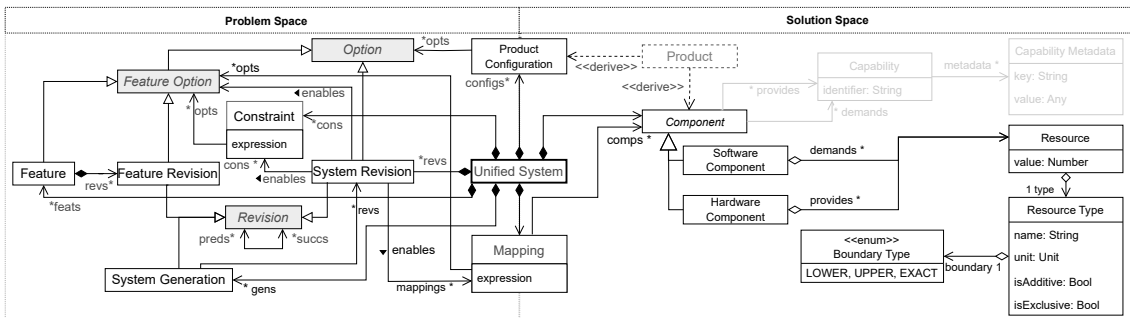 Problem Space
Solution Space
Option
*opts
Product
Configuration
configs*
Product
<<derive>>
<<derive>>
Capability
identifier: String
metadata *
Capability Metadata
key: String
value: Any
Feature Option
*opts
enables
* opts
Constraint
expression
*cons
cons *
enables
* provides
* demands
Component
comps *
Feature
revs*
Feature Revision
System Revision
*revs
Unified System
Software
Component
demands *
Resource
value: Number
Hardware
Component
provides *
1 type
*feats
Revision
preds*
*succs
*revs
enables
Mapping
expression
mappings *
System Generation
* gens
<<enum>>
Boundary Type
LOWER, UPPER, EXACT
boundary 1
Resource Type
name: String
unit: Unit
isAdditive: Bool
isExclusive: Bool